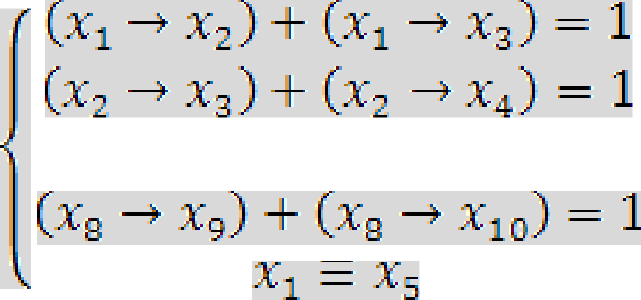 (x₁ → x₂) + (x₁ → x₃) = 1
(x₂ → x₃) + (x₂ → x₄) = 1
(x₈ → x₉) + (x₈ → x₁₀) = 1
x₁ ≡ x₅